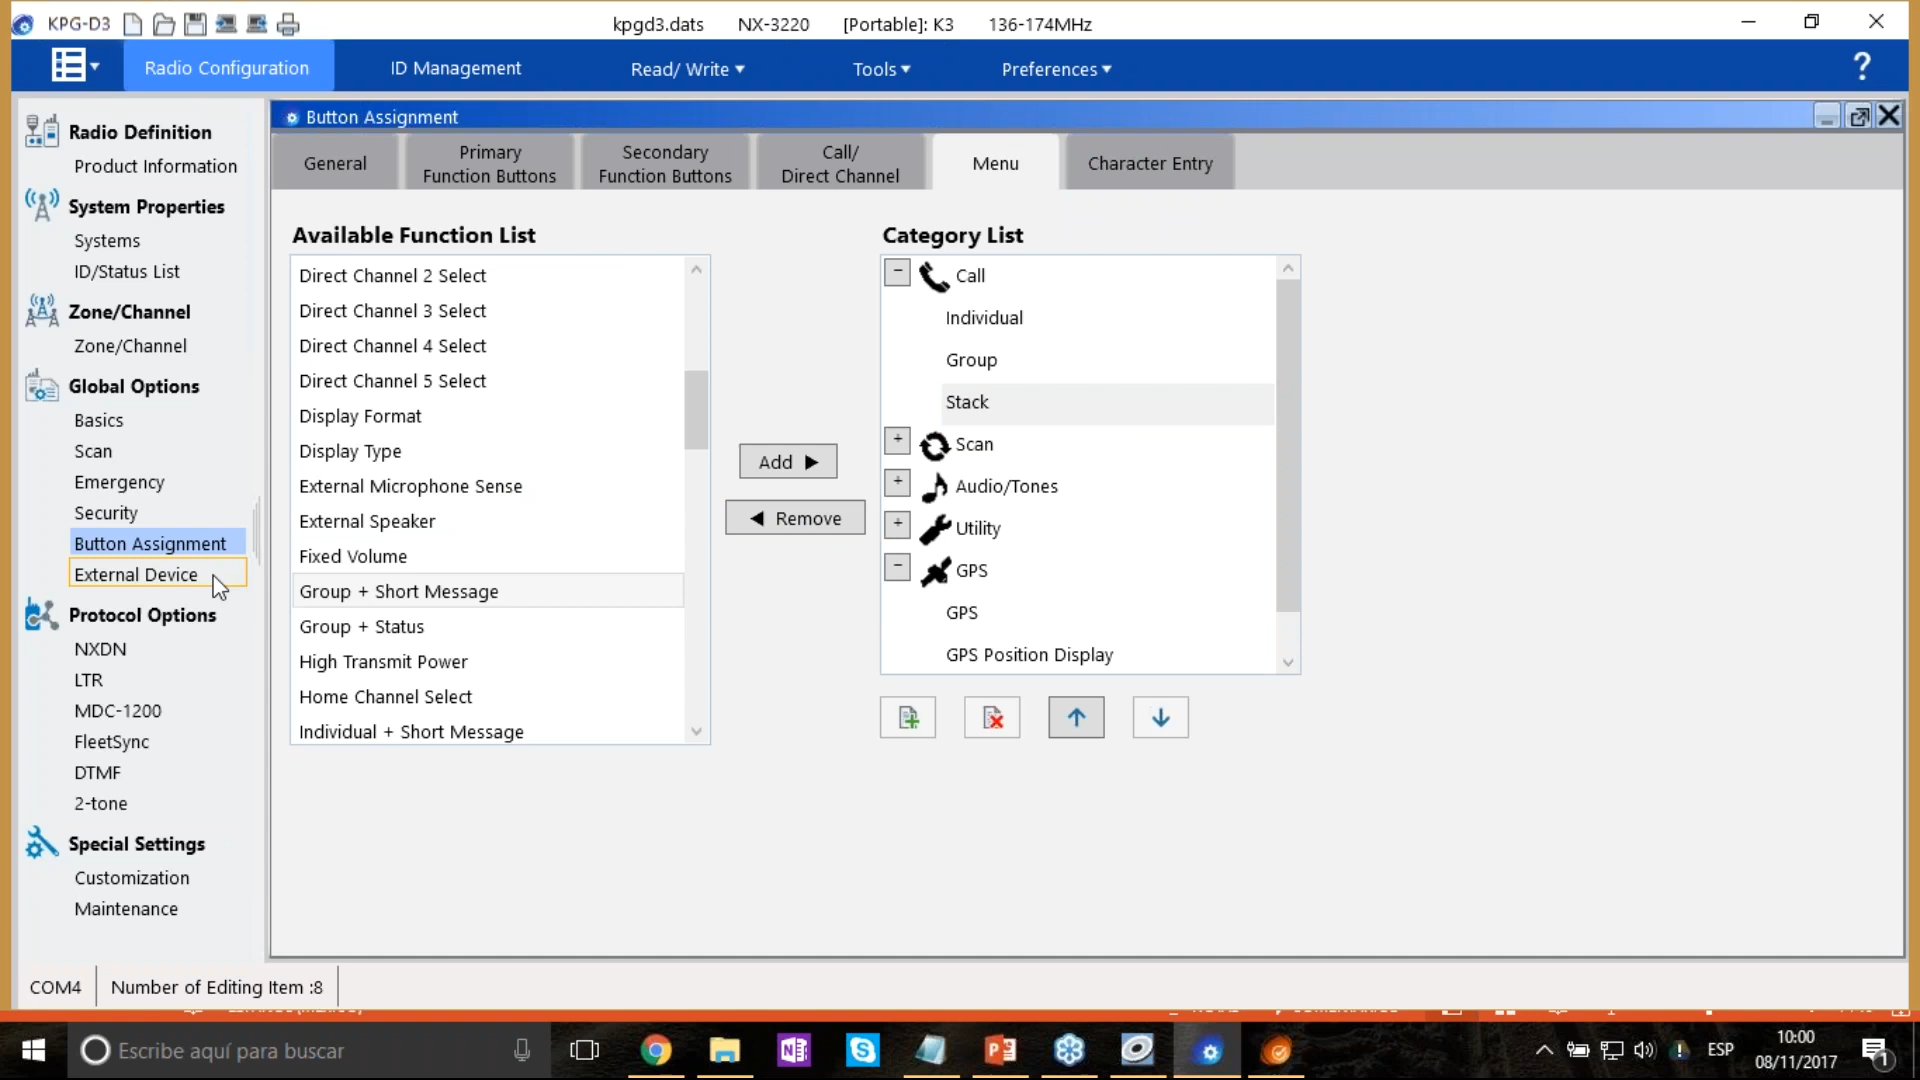 KPG-D3
kpgd3.dats NX-3220 [Portable]: K3 136-174MHz
Radio Configuration ID Management Read/ Write Tools Preferences ?
Radio Definition
Product Information
System Properties
Systems
ID/Status List
Zone/Channel
Zone/Channel
Global Options
Basics
Scan
Emergency
Security
Button Assignment
External Device
Protocol Options
NXDN
LTR
MDC-1200
FleetSync
DTMF
2-tone
Special Settings
Customization
Maintenance
Button Assignment
General
Primary
Function Buttons
Secondary
Function Buttons
Call/
Direct Channel
Menu
Character Entry
Available Function List
Direct Channel 2 Select
Direct Channel 3 Select
Direct Channel 4 Select
Direct Channel 5 Select
Display Format
Display Type
External Microphone Sense
External Speaker
Fixed Volume
Group + Short Message
Group + Status
High Transmit Power
Home Channel Select
Individual + Short Message
Add
Remove
Category List
Call
Individual
Group
Stack
Scan
Audio/Tones
Utility
GPS
GPS
GPS Position Display
COM4 Number of Editing Item :8
Escribe aquí para buscar
ESP
10:00
08/11/2017
1